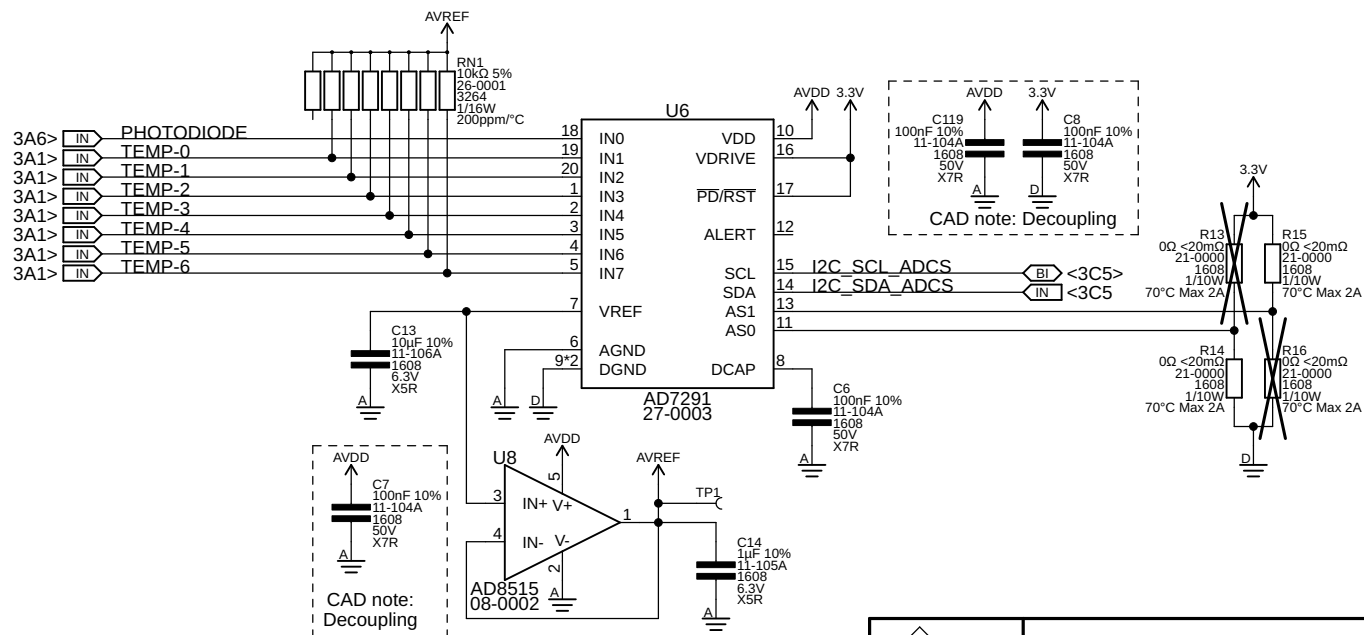 AVREF
RN1
10kΩ 5%
26-0001
3264
1/16W
200ppm/°C
3A6> IN PHOTODIODE
3A1> IN TEMP-0
3A1> IN TEMP-1
3A1> IN TEMP-2
3A1> IN TEMP-3
3A1> IN TEMP-4
3A1> IN TEMP-5
3A1> IN TEMP-6
U6
18 IN0
19 IN1
20 IN2
1 IN3
2 IN4
3 IN5
4 IN6
5 IN7
7 VREF
6 AGND
9*2 DGND
VDD 10
VDRIVE 16
PD/RST 17
ALERT 12
SCL 15
SDA 14
AS1 13
AS0 11
DCAP 8
AD7291
27-0003
AVDD 3.3V
AVDD
C119
100nF 10%
11-104A
1608
50V
X7R
A
3.3V
C8
100nF 10%
11-104A
1608
50V
X7R
D
CAD note: Decoupling
I2C_SCL_ADCS BI <3C5>
I2C_SDA_ADCS IN <3C5
3.3V
R13
0Ω <20mΩ
21-0000
1608
1/10W
70°C Max 2A
R15
0Ω <20mΩ
21-0000
1608
1/10W
70°C Max 2A
R14
0Ω <20mΩ
21-0000
1608
1/10W
70°C Max 2A
R16
0Ω <20mΩ
21-0000
1608
1/10W
70°C Max 2A
D
C13
10µF 10%
11-106A
1608
6.3V
X5R
A
A
D
C6
100nF 10%
11-104A
1608
50V
X7R
A
AVDD
C7
100nF 10%
11-104A
1608
50V
X7R
A
CAD note:
Decoupling
U8
AVDD
5
3 IN+ V+
4 IN- V-
1
2
A
AD8515
08-0002
AVREF
TP1
C14
1µF 10%
11-105A
1608
6.3V
X5R
A